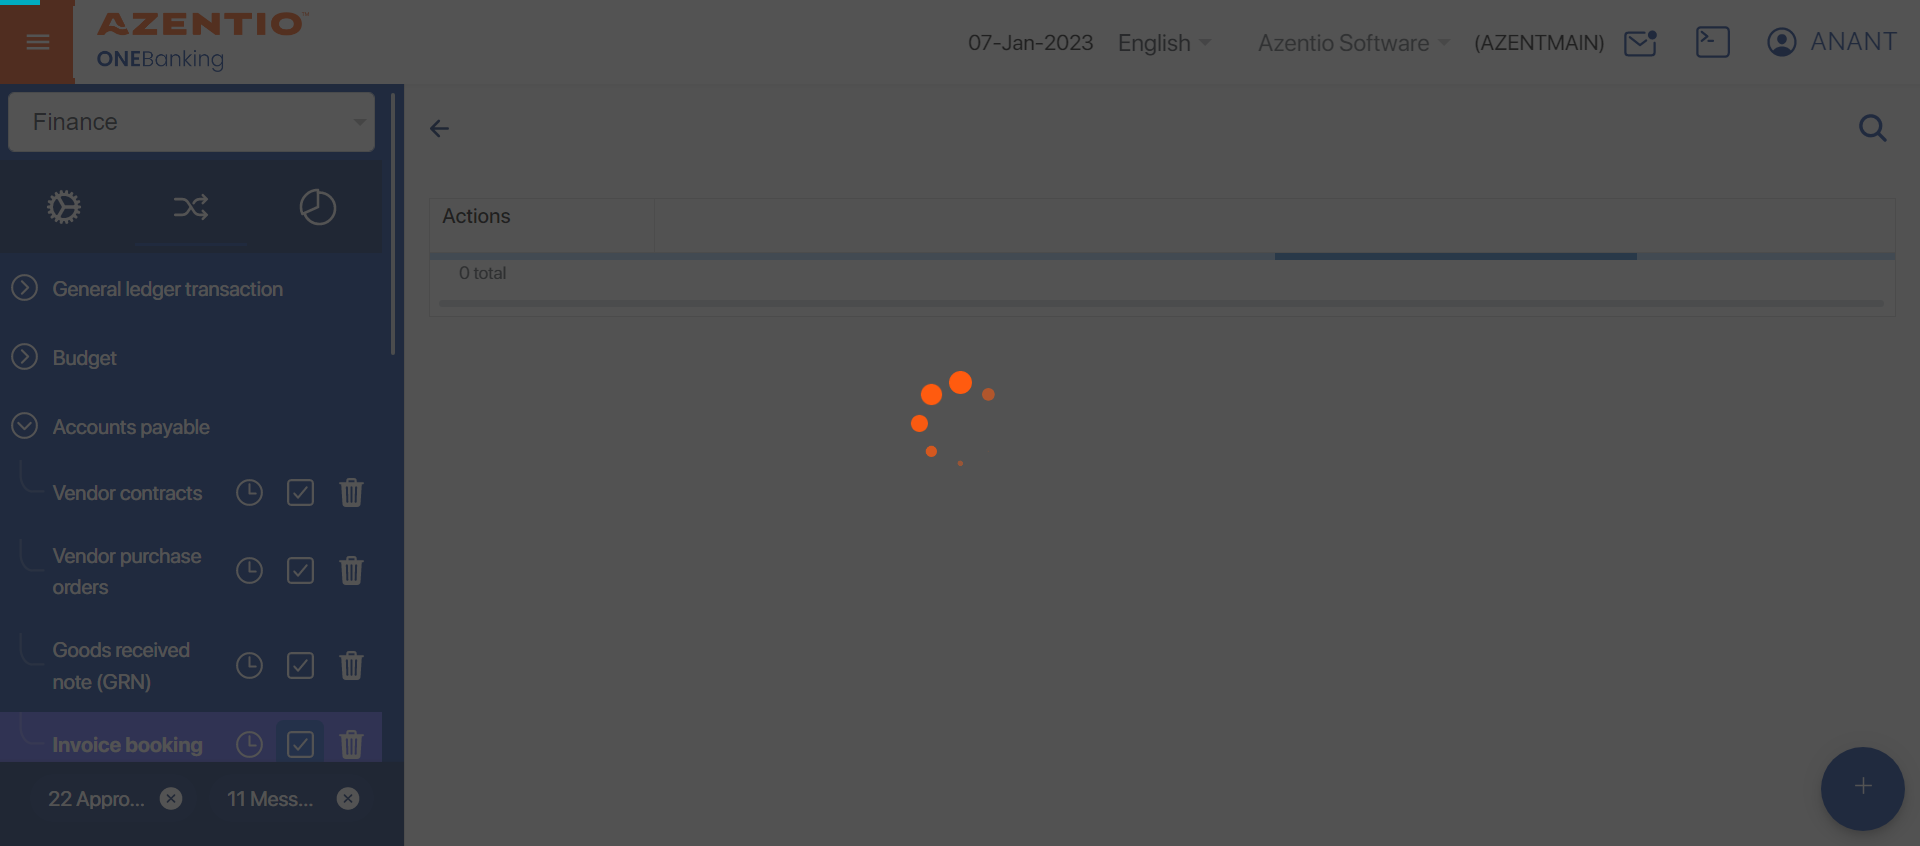 AZENTIO™
ONEBanking
07-Jan-2023 English Azentio Software (AZENTMAIN) ANANT
Finance
General ledger transaction
Budget
Accounts payable
Vendor contracts
Vendor purchase
orders
Goods received
note (GRN)
Invoice booking
22 Appro...
11 Mess...
Actions
0 total